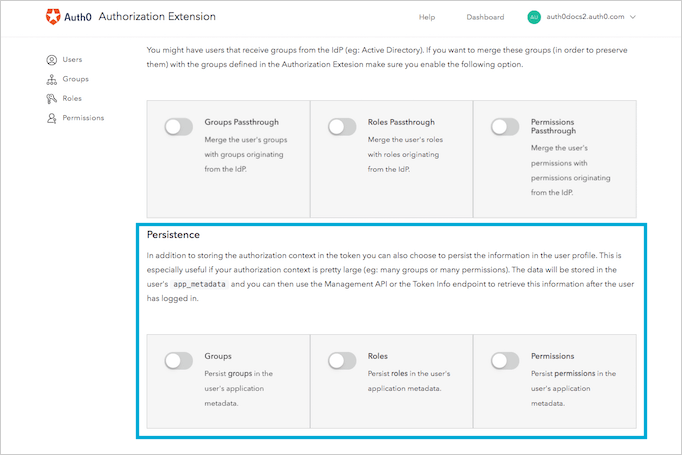 Auth0 Authorization Extension
Help
Dashboard
AU
auth0docs2.auth0.com
Users
Groups
Roles
Permissions
You might have users that receive groups from the IdP (eg: Active Directory). If you want to merge these groups (in order to preserve
them) with the groups defined in the Authorization Extesion make sure you enable the following option.
Groups Passthrough
Merge the user's groups
with groups originating
from the IdP.
Roles Passthrough
Merge the user's roles
with roles originating
from the IdP.
Permissions
Passthrough
Merge the user's
permissions with
permissions originating
from the IdP.
Persistence
In addition to storing the authorization context in the token you can also choose to persist the information in the user profile. This is
especially useful if your authorization context is pretty large (eg: many groups or many permissions). The data will be stored in the
user's app_metadata and you can then use the Management API or the Token Info endpoint to retrieve this information after the user
has logged in.
Groups
Persist groups in the
user's application
metadata.
Roles
Persist roles in the user's
application metadata.
Permissions
Persist permissions in the
user's application
metadata.